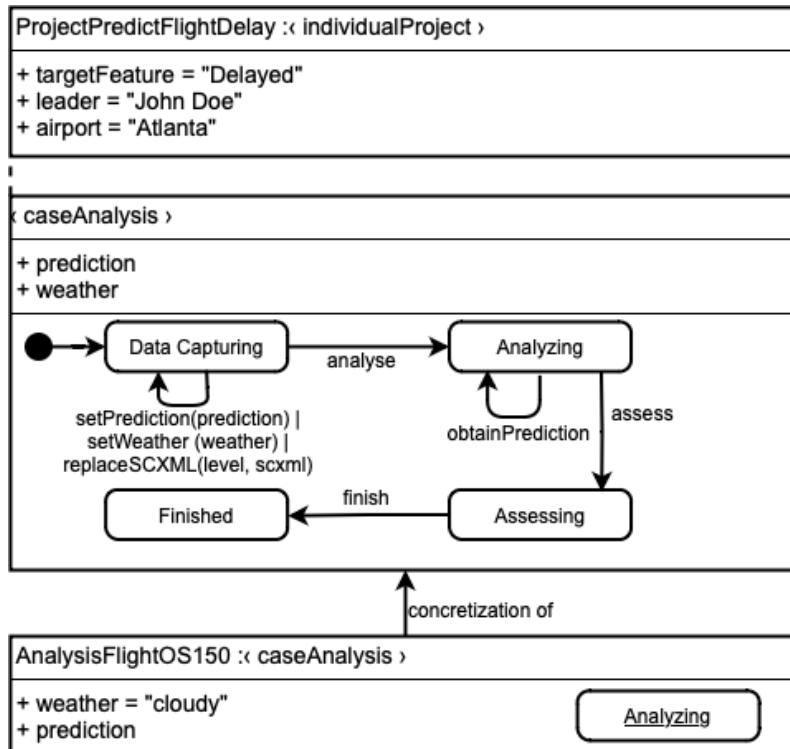 ProjectPredictFlightDelay :‹ individualProject ›
+ targetFeature = "Delayed"
+ leader = "John Doe"
+ airport = "Atlanta"
‹ caseAnalysis ›
+ prediction
+ weather
Data Capturing
analyse
Analyzing
setPrediction(prediction) |
setWeather (weather) |
replaceSCXML(level, scxml)
obtainPrediction
assess
Finished
finish
Assessing
concretization of
AnalysisFlightOS150 :‹ caseAnalysis ›
+ weather = "cloudy"
+ prediction
Analyzing